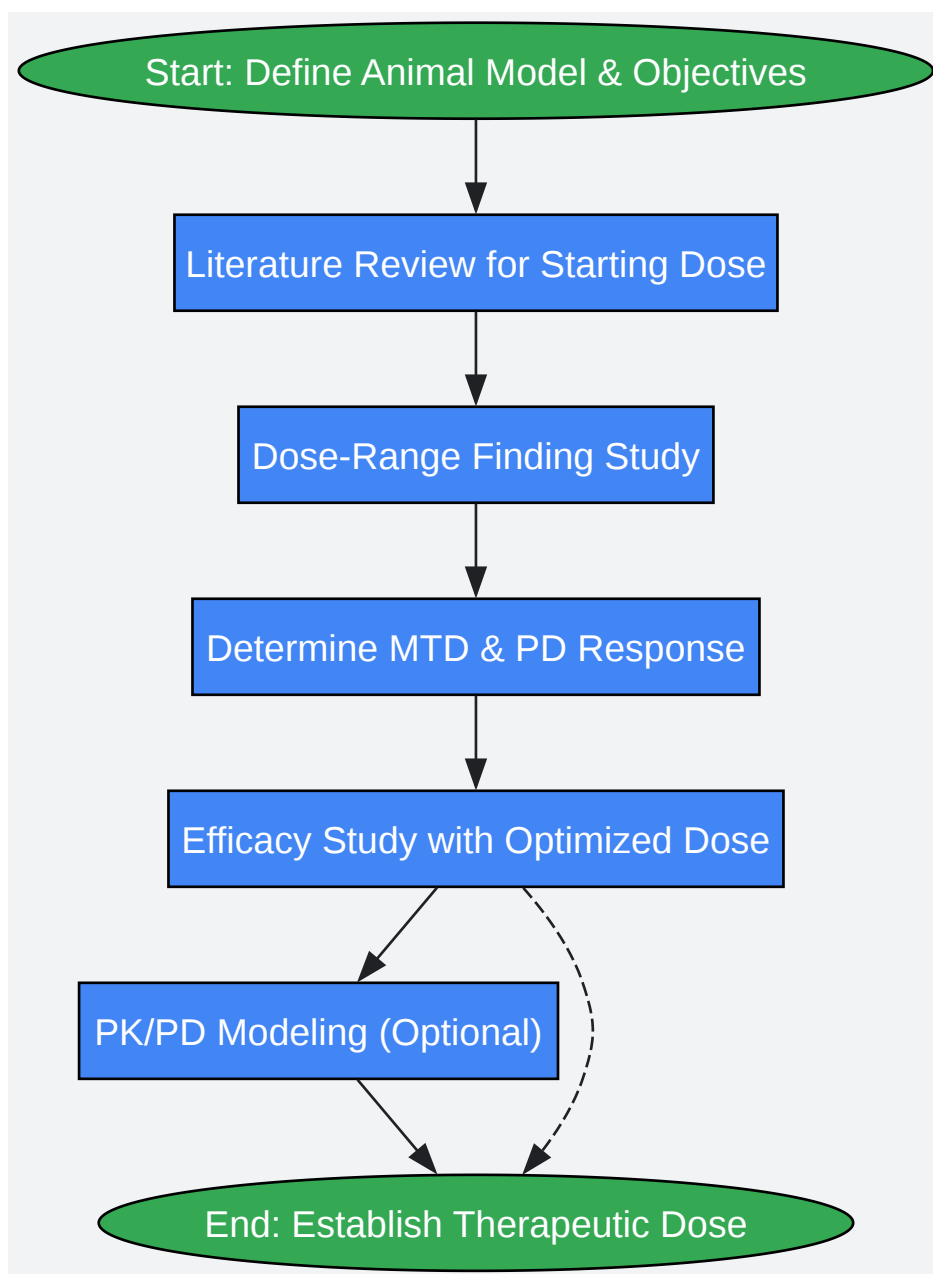 Start: Define Animal Model & Objectives
Literature Review for Starting Dose
Dose-Range Finding Study
Determine MTD & PD Response
Efficacy Study with Optimized Dose
PK/PD Modeling (Optional)
End: Establish Therapeutic Dose